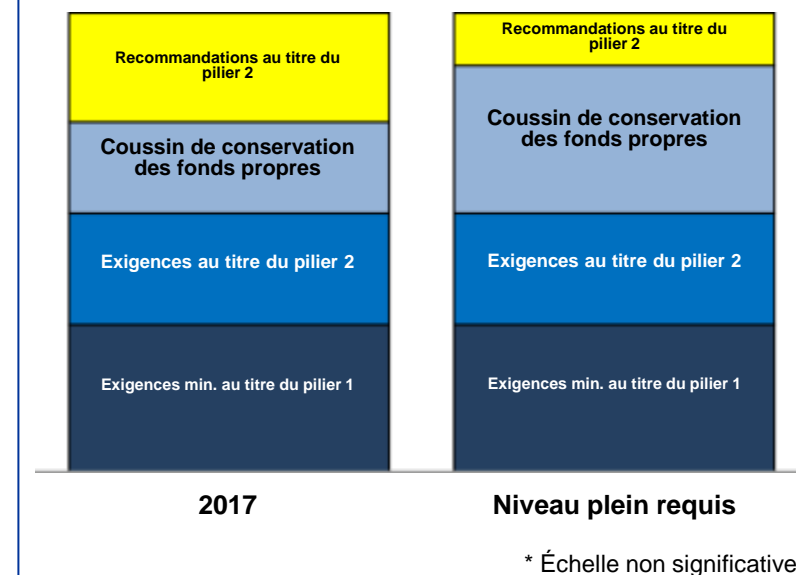 Recommandations au titre du
pilier 2
Coussin de conservation
des fonds propres
Exigences au titre du pilier 2
Exigences min. au titre du pilier 1
2017
Recommandations au titre du
pilier 2
Coussin de conservation
des fonds propres
Exigences au titre du pilier 2
Exigences min. au titre du pilier 1
Niveau plein requis
* Échelle non significative